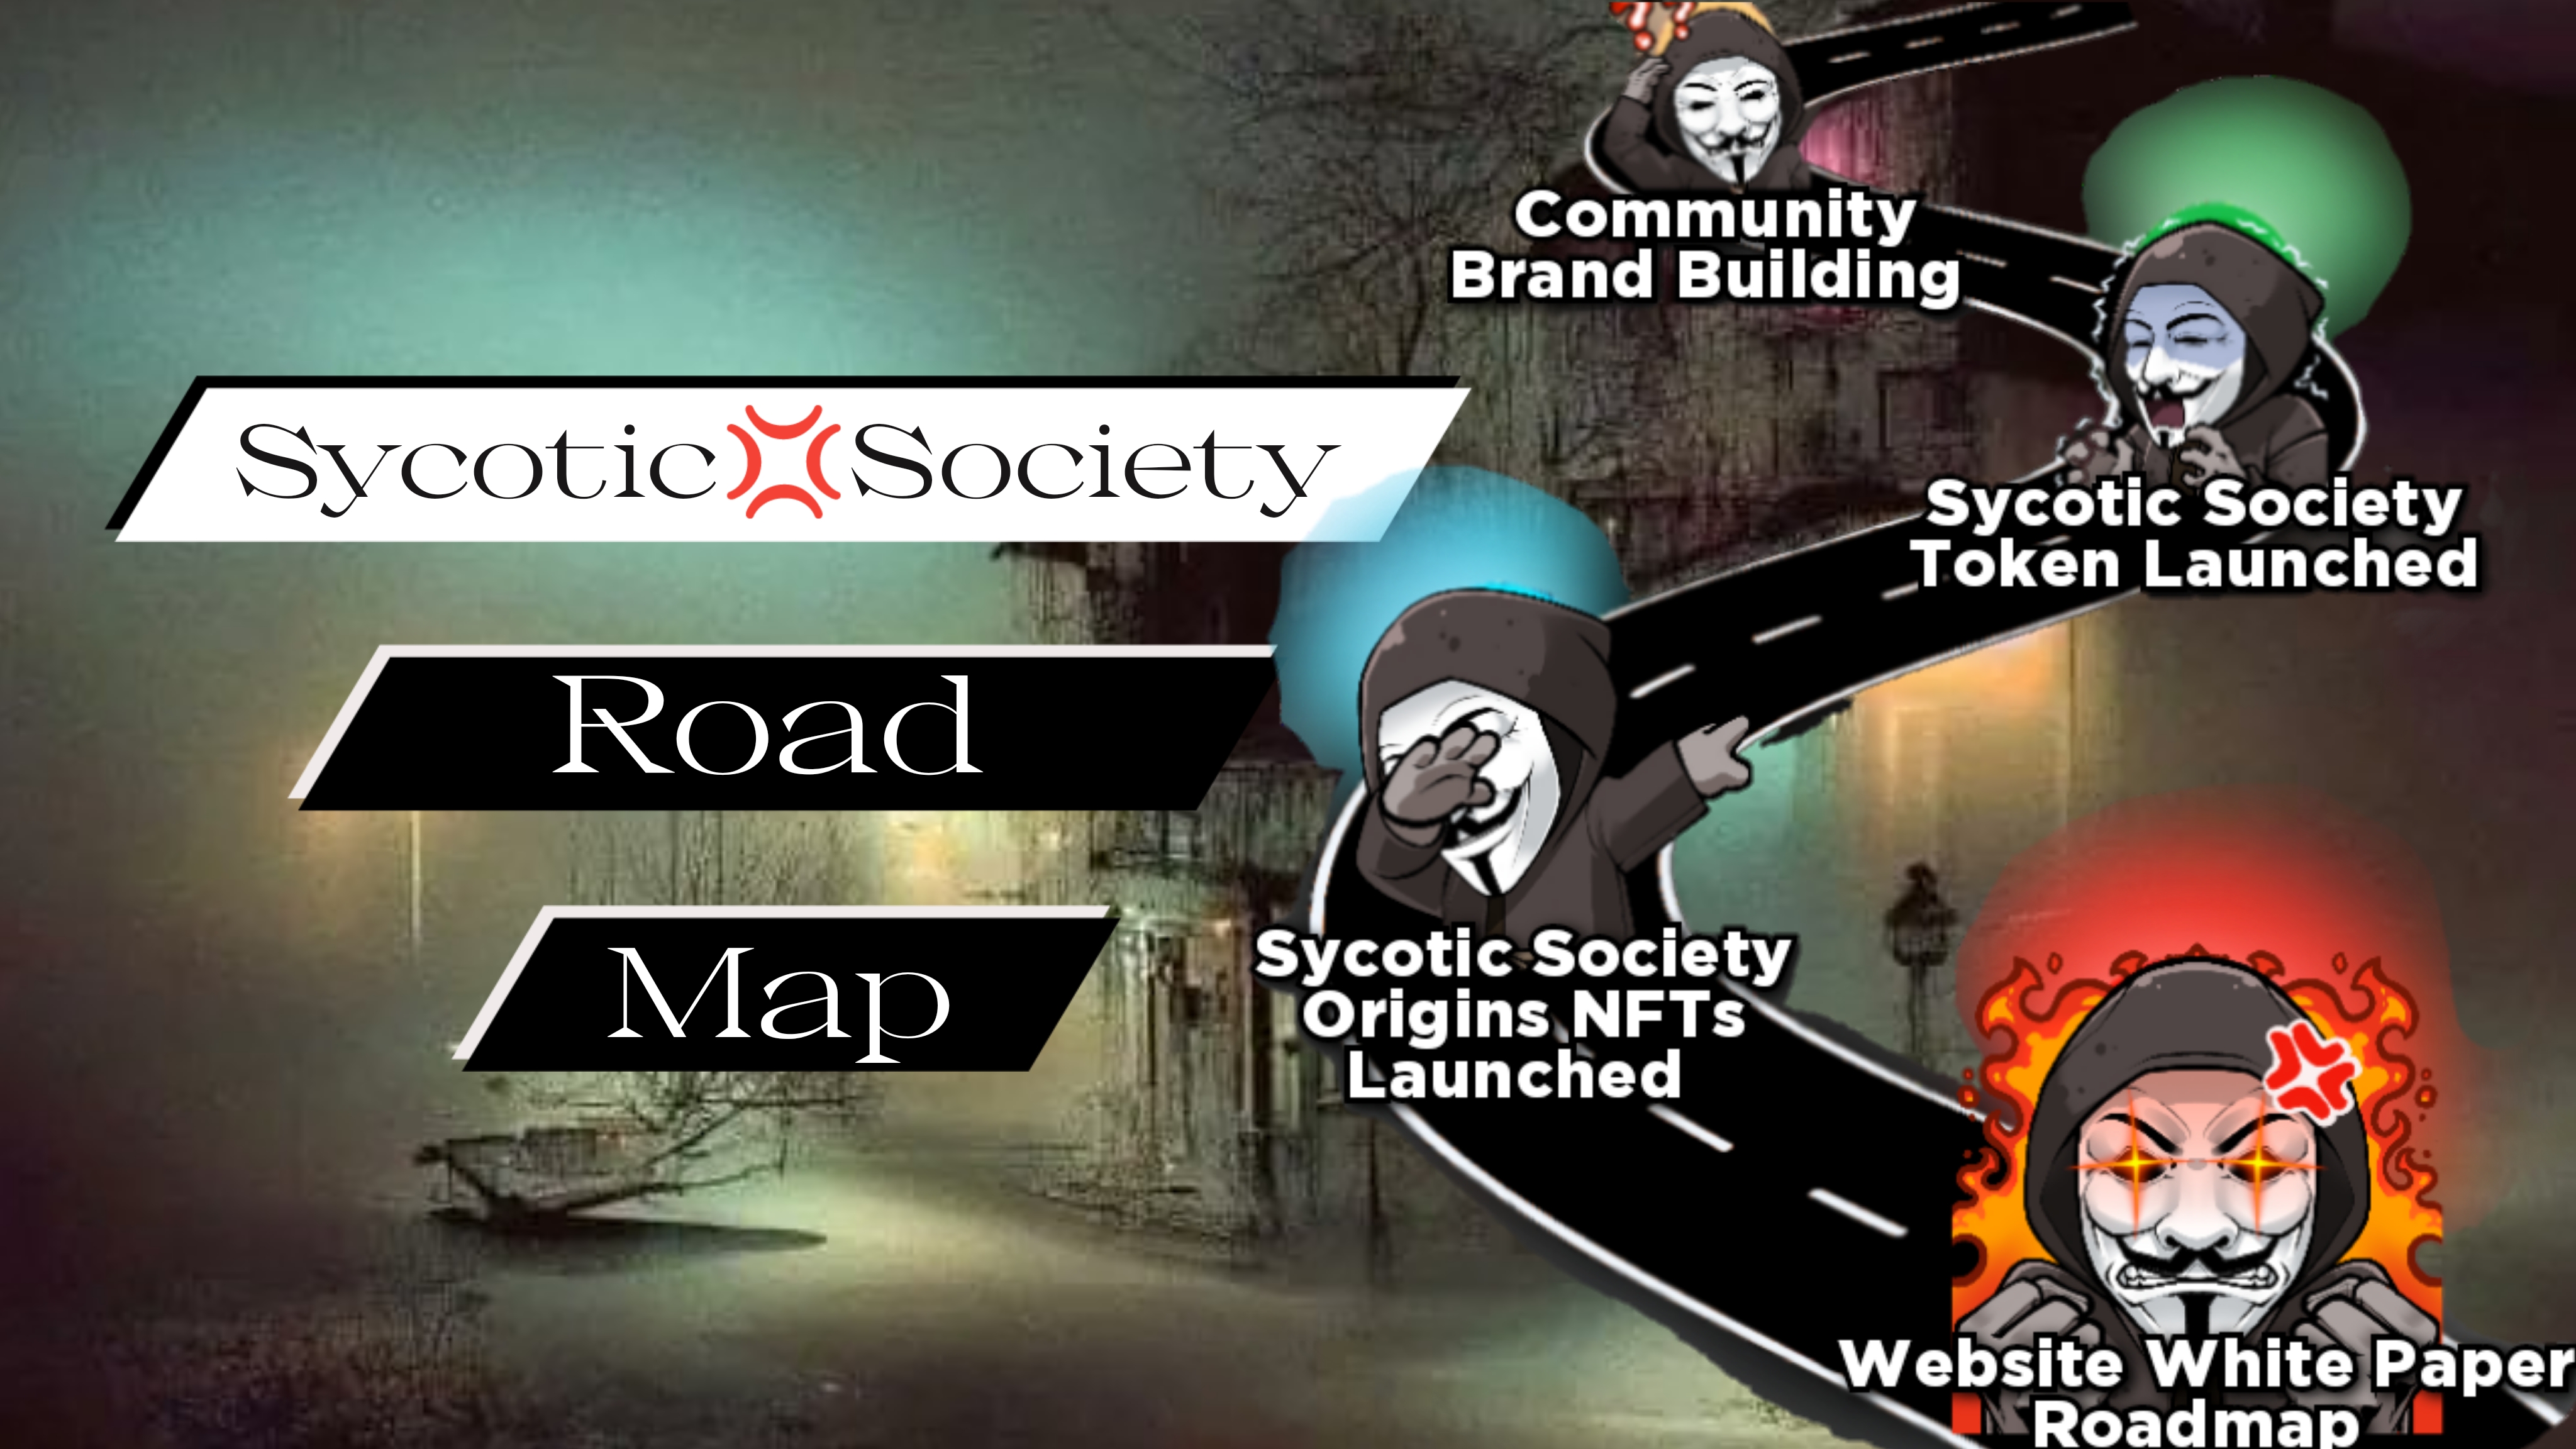 Sycotic💢Society
Road
Map
Community
Brand Building
Sycotic Society
Token Launched
Sycotic Society
Origins NFTs
Launched
Website White Paper
Roadmap